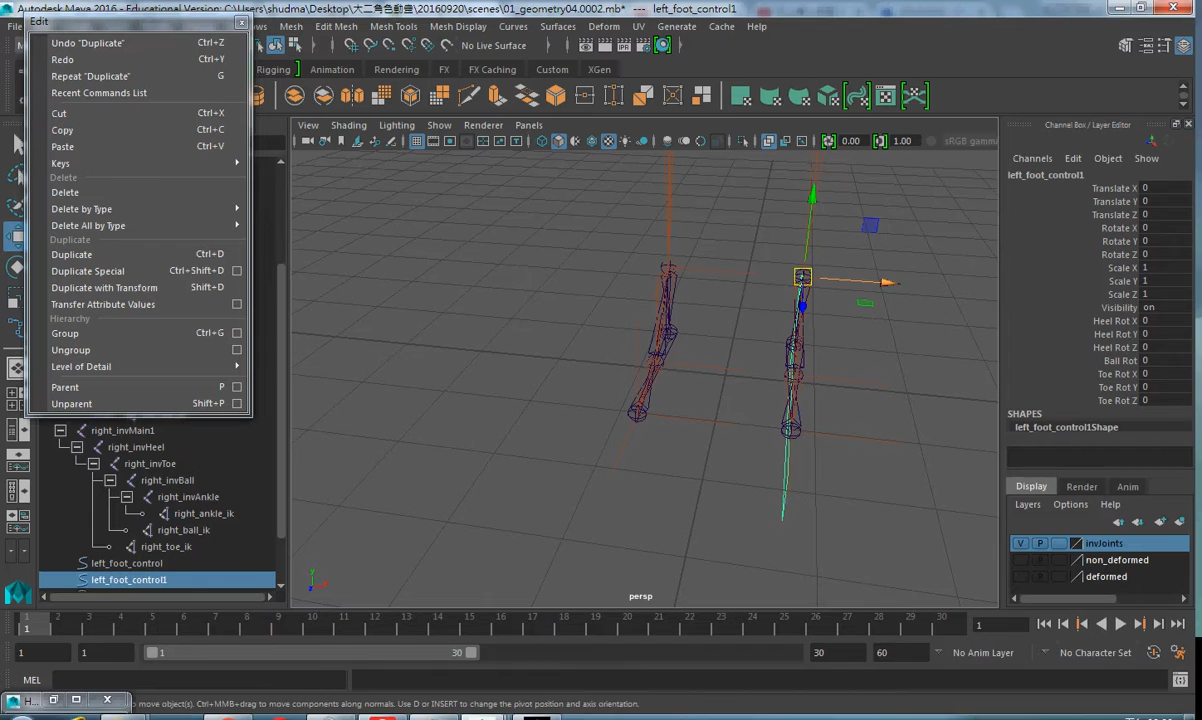 Autodesk Maya 2016 - Educational Version: C:\Users\shudma\Desktop\大二角色動畫\20160920\scenes\01_geometry04.0002.mb* --- left_foot_control1
Edit
Edit Mesh Mesh Tools Mesh Display Curves Surfaces Deform UV Generate Cache Help
No Live Surface
Rigging Animation Rendering FX FX Caching Custom XGen
Undo "Duplicate" Ctrl+Z
Redo Ctrl+Y
Repeat "Duplicate" G
Recent Commands List
Cut Ctrl+X
Copy Ctrl+C
Paste Ctrl+V
Keys
Delete
Delete
Delete by Type
Delete All by Type
Duplicate
Duplicate Ctrl+D
Duplicate Special Ctrl+Shift+D
Duplicate with Transform Shift+D
Transfer Attribute Values
Hierarchy
Group Ctrl+G
Ungroup
Level of Detail
Parent P
Unparent Shift+P
right_invMain1
right_invHeel
right_invToe
right_invBall
right_invAnkle
right_ankle_ik
right_ball_ik
right_toe_ik
left_foot_control
left_foot_control1
View Shading Lighting Show Renderer Panels
0.00 1.00 sRGB gamma
persp
Channel Box / Layer Editor
Channels Edit Object Show
left_foot_control1
Translate X 0
Translate Y 0
Translate Z 0
Rotate X 0
Rotate Y 0
Rotate Z 0
Scale X 1
Scale Y 1
Scale Z 1
Visibility on
Heel Rot X 0
Heel Rot Y 0
Heel Rot Z 0
Ball Rot 0
Toe Rot X 0
Toe Rot Y 0
Toe Rot Z 0
SHAPES
left_foot_control1Shape
Display Render Anim
Layers Options Help
V P invJoints
non_deformed
deformed
1 2 3 4 5 6 7 8 9 10 11 12 13 14 15 16 17 18 19 20 21 22 23 24 25 26 27 28 29 30
1 1
1 1 1 30 30 60 No Anim Layer No Character Set
MEL
H...
move tool to move objects. Ctrl+MMB+drag to move components along normals. Use D or INSERT to change the pivot position and axis orientation.